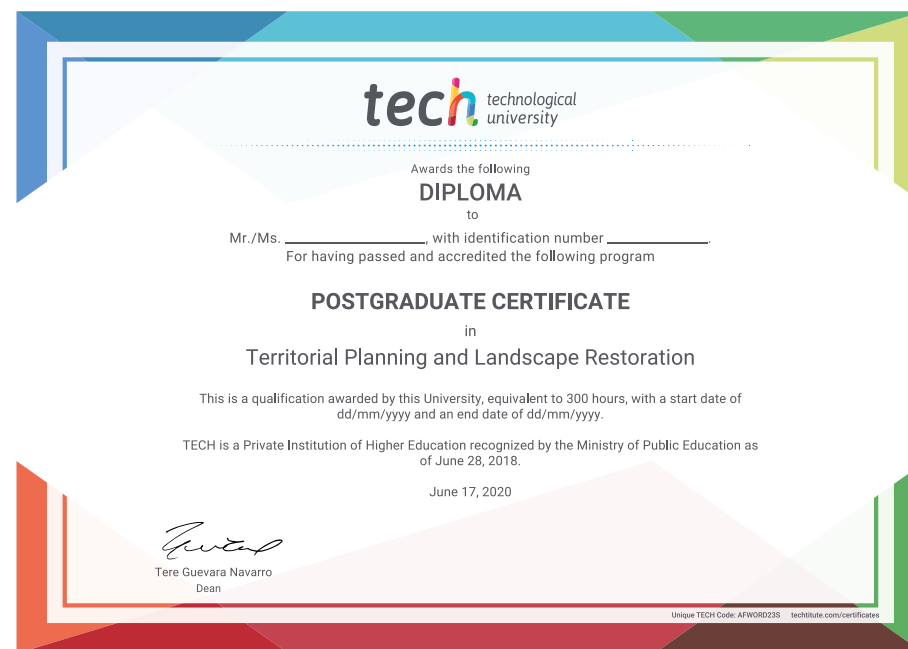 tech technological
university
Awards the following
DIPLOMA
to
Mr./Ms. ____________________, with identification number ______________.
For having passed and accredited the following program
POSTGRADUATE CERTIFICATE
in
Territorial Planning and Landscape Restoration
This is a qualification awarded by this University, equivalent to 300 hours, with a start date of
dd/mm/yyyy and an end date of dd/mm/yyyy.
TECH is a Private Institution of Higher Education recognized by the Ministry of Public Education as
of June 28, 2018.
June 17, 2020
Tere Guevara Navarro
Dean
Unique TECH Code: AFWORD23S techtitute.com/certificates